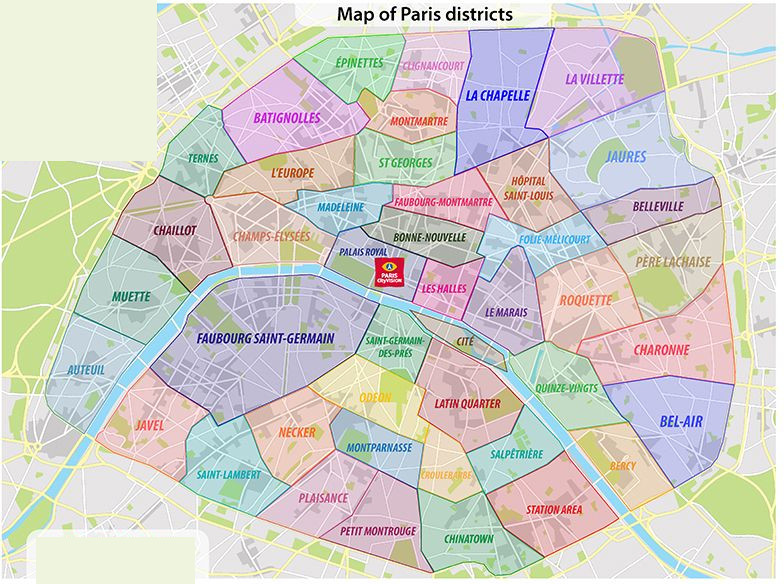 Map of Paris districts
ÉPINETTES
CLIGNANCOURT
LA CHAPELLE
LA VILLETTE
BATIGNOLLES
MONTMARTRE
TERNES
L'EUROPE
ST GEORGES
JAURES
HÔPITAL
SAINT-LOUIS
MADELEINE
FAUBOURG-MONTMARTRE
BELLEVILLE
CHAILLOT
CHAMPS-ELYSÉES
BONNE-NOUVELLE
FOLIE-MÉLICOURT
PALAIS ROYAL
PÈRE LACHAISE
PARIS
CityVISION
MUETTE
LES HALLES
ROQUETTE
LE MARAIS
FAUBOURG SAINT-GERMAIN
SAINT-GERMAIN-
DES-PRÉS
CITÉ
CHARONNE
AUTEUIL
QUINZE-VINGTS
ODEON
LATIN QUARTER
BEL-AIR
JAVEL
NECKER
MONTPARNASSE
SALPÊTRIÈRE
SAINT-LAMBERT
CROULEBARBE
BERCY
PLAISANCE
STATION AREA
PETIT MONTROUGE
CHINATOWN